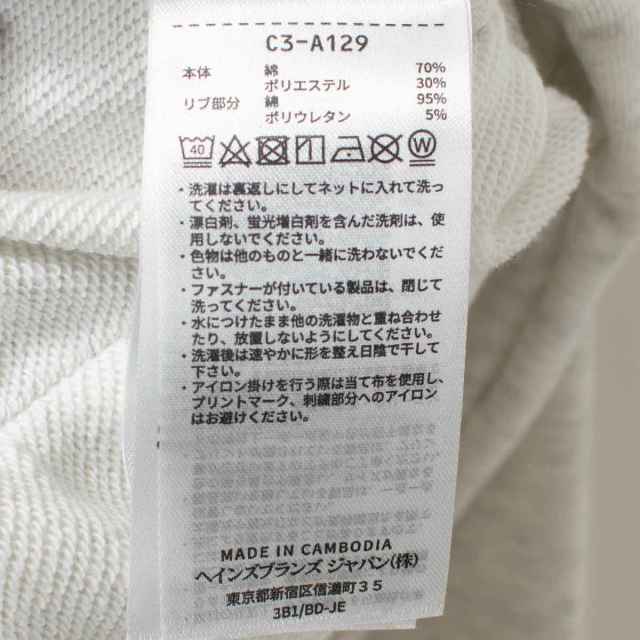 C3-A129
本体 綿 70%
ポリエステル 30%
リブ部分 綿 95%
ポリウレタン 5%
40 W
・洗濯は裏返しにしてネットに入れて洗っ
てください。
・漂白剤、蛍光増白剤を含んだ洗剤は、使
用しないでください。
・色物は他のものと一緒に洗わないでくだ
さい。
・ファスナーが付いている製品は、閉じて
洗ってください。
・水につけたまま他の洗濯物と重ね合わせ
たり、放置しないようにしてください。
・洗濯後は速やかに形を整え日陰で干して
下さい。
・アイロン掛けを行う際は当て布を使用し、
プリントマーク、刺繍部分へのアイロン
はお避けください。
MADE IN CAMBODIA
ヘインズブランズ ジャパン(株)
東京都新宿区信濃町35
3B1/BD-JE